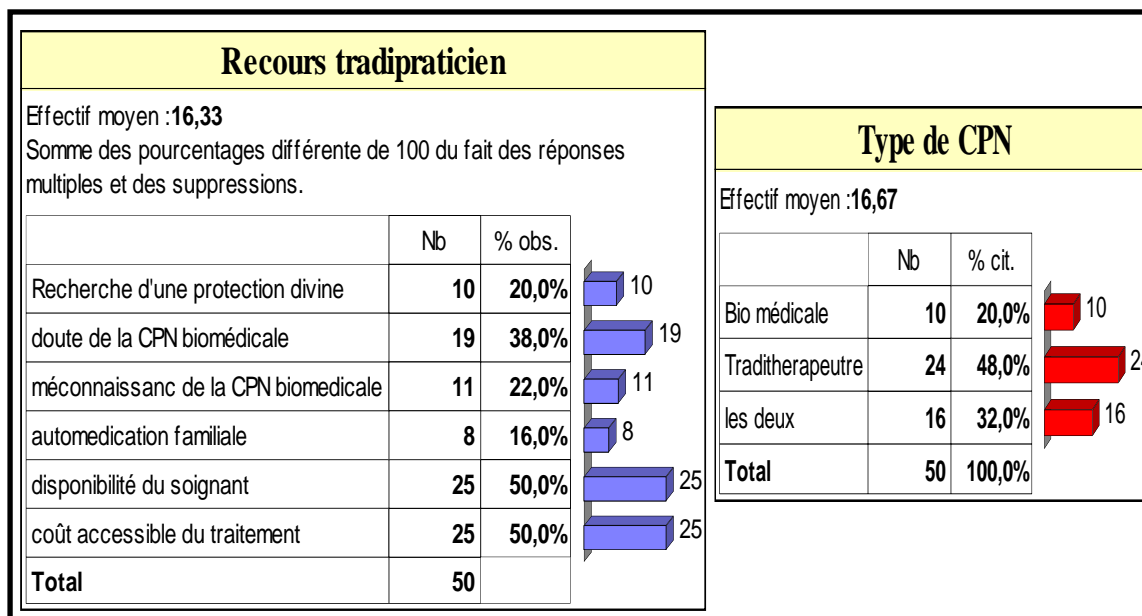 Recours tradipraticien
Effectif moyen :16,33
Somme des pourcentages différente de 100 du fait des réponses
multiples et des suppressions.
Nb % obs.
Recherche d'une protection divine 10 20,0% 10
doute de la CPN biomédicale 19 38,0% 19
méconnaissanc de la CPN biomedicale 11 22,0% 11
automedication familiale 8 16,0% 8
disponibilité du soignant 25 50,0% 25
coût accessible du traitement 25 50,0% 25
Total 50
Type de CPN
Effectif moyen :16,67
Nb % cit.
Bio médicale 10 20,0% 10
Traditherapeutre 24 48,0% 24
les deux 16 32,0% 16
Total 50 100,0%